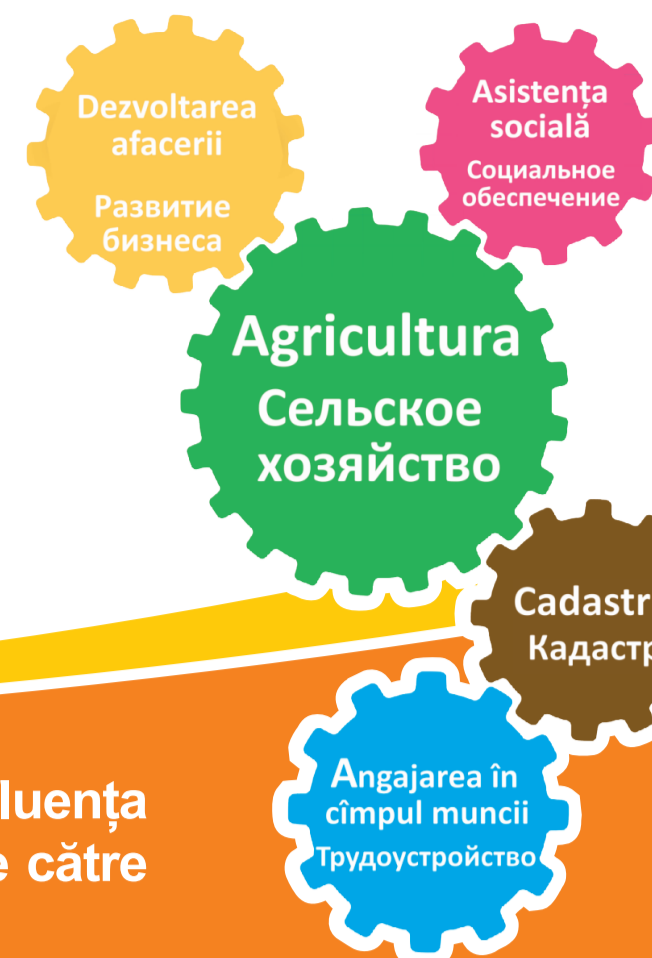 Dezvoltarea
afacerii
Развитие
бизнеса
Asistența
socială
Социальное
обеспечение
Agricultura
Сельское
хозяйство
Cadastr
Кадастр
Angajarea în
cîmpul muncii
Трудоустройство
luența
e către